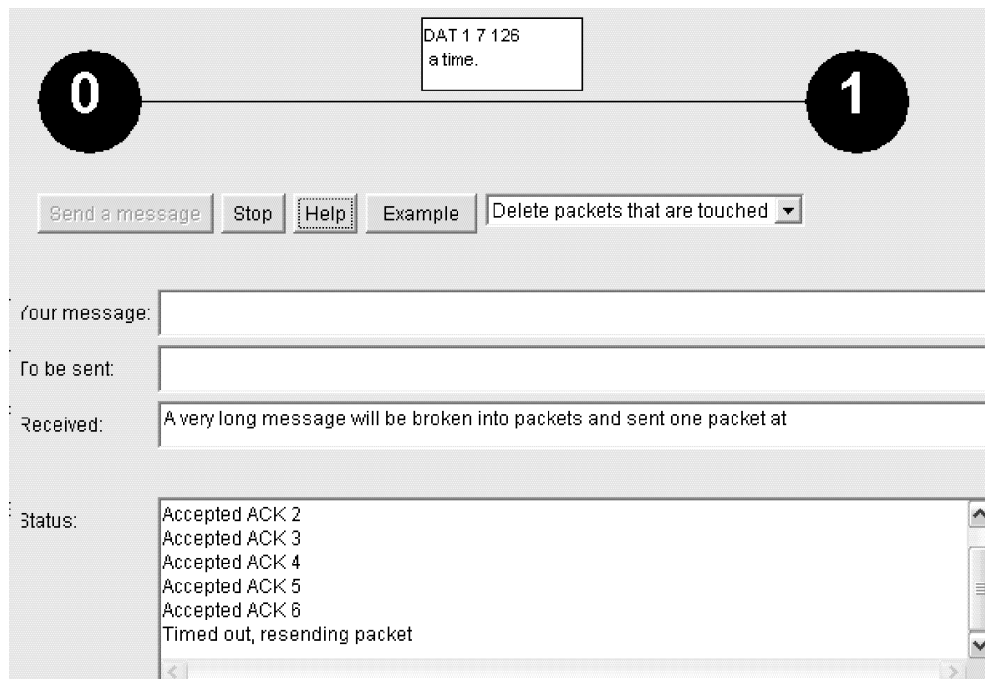 DAT 1 7 126
a time.
0
1
Send a message
Stop
Help
Example
Delete packets that are touched
Your message:
To be sent:
Received:
A very long message will be broken into packets and sent one packet at
Status:
Accepted ACK 2
Accepted ACK 3
Accepted ACK 4
Accepted ACK 5
Accepted ACK 6
Timed out, resending packet